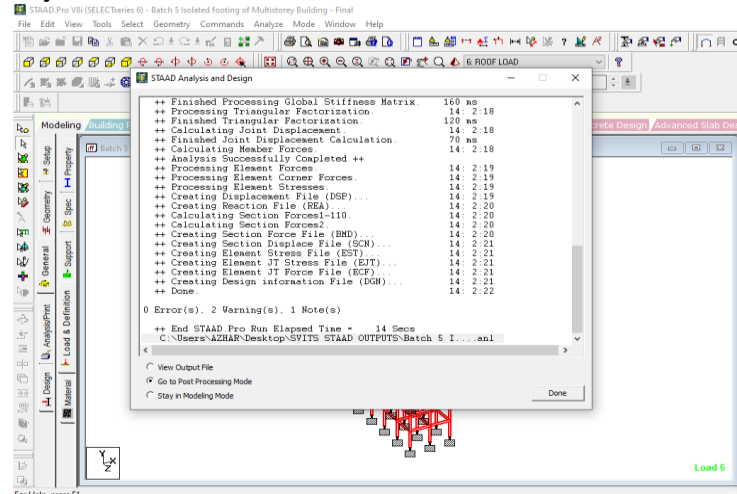 STAAD.Pro V8i (SELECTseries 6) - Batch 5 Isolated footing of Multistorey Building - Final
File Edit View Tools Select Geometry Commands Analyze Mode Window Help
6: ROOF LOAD
Modeling Building crete Design Advanced Slab De
Batch 5
Setup
Property
Geometry
Spec
General
Support
Analysis/Print
Load & Definition
Design
Material
STAAD Analysis and Design
++ Finished Processing Global Stiffness Matrix. 160 ms
++ Processing Triangular Factorization. 14: 2:18
++ Finished Triangular Factorization. 120 ms
++ Calculating Joint Displacement. 14: 2:18
++ Finished Joint Displacement Calculation. 70 ms
++ Calculating Member Forces. 14: 2:18
++ Analysis Successfully Completed ++
++ Processing Element Forces. 14: 2:19
++ Processing Element Corner Forces. 14: 2:19
++ Processing Element Stresses. 14: 2:19
++ Creating Displacement File (DSP)... 14: 2:19
++ Creating Reaction File (REA)... 14: 2:20
++ Calculating Section Forces1-110. 14: 2:20
++ Calculating Section Forces2. 14: 2:20
++ Creating Section Force File (BMD)... 14: 2:20
++ Creating Section Displace File (SCN)... 14: 2:21
++ Creating Element Stress File (EST)... 14: 2:21
++ Creating Element JT Stress File (EJT)... 14: 2:21
++ Creating Element JT Force File (ECF)... 14: 2:21
++ Creating Design information File (DGN)... 14: 2:21
++ Done. 14: 2:22
0 Error(s), 2 Warning(s), 1 Note(s)
++ End STAAD.Pro Run Elapsed Time = 14 Secs
C:\Users\AZHAR\Desktop\SVITS STAAD OUTPUTS\Batch 5 I....anl
View Output File
Go to Post Processing Mode
Stay in Modeling Mode
Done
Y
X
Z
Load 6